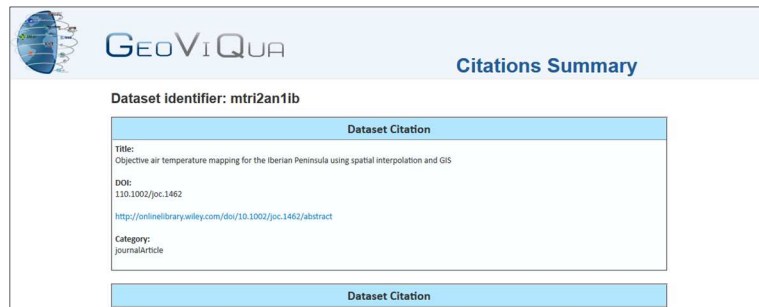 GEOVIQUA
Citations Summary
Dataset identifier: mtri2an1ib
Dataset Citation
Title:
Objective air temperature mapping for the Iberian Peninsula using spatial interpolation and GIS
DOI:
110.1002/joc.1462
http://onlinelibrary.wiley.com/doi/10.1002/joc.1462/abstract
Category:
journalArticle
Dataset Citation